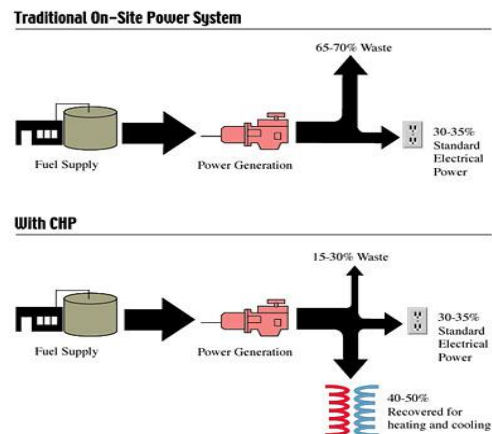 Traditional On-Site Power System
65-70% Waste
Fuel Supply
Power Generation
30-35%
Standard
Electrical
Power
With CHP
15-30% Waste
Fuel Supply
Power Generation
30-35%
Standard
Electrical
Power
40-50%
Recovered for
heating and cooling